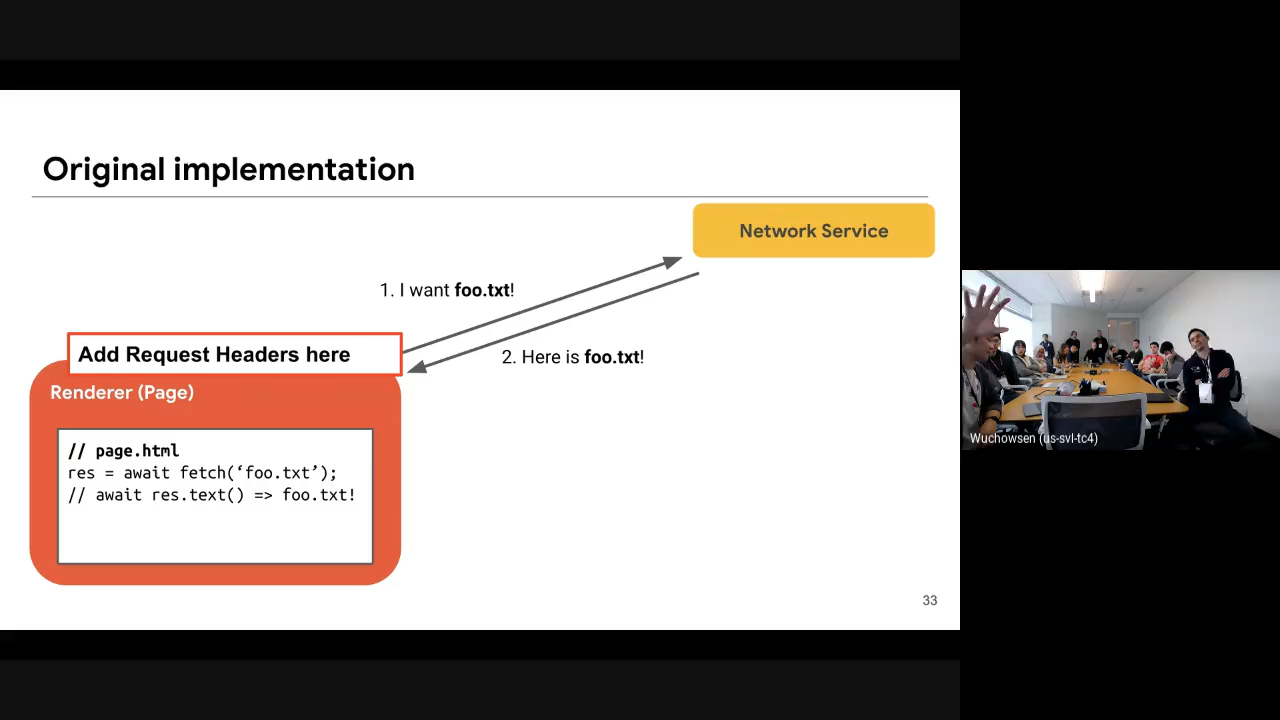 Original implementation
Network Service
1. I want foo.txt!
Add Request Headers here
2. Here is foo.txt!
Renderer (Page)
// page.html
res = await fetch(‘foo.txt’);
// await res.text() => foo.txt!
33
Wuchowsen (us-svl-tc4)